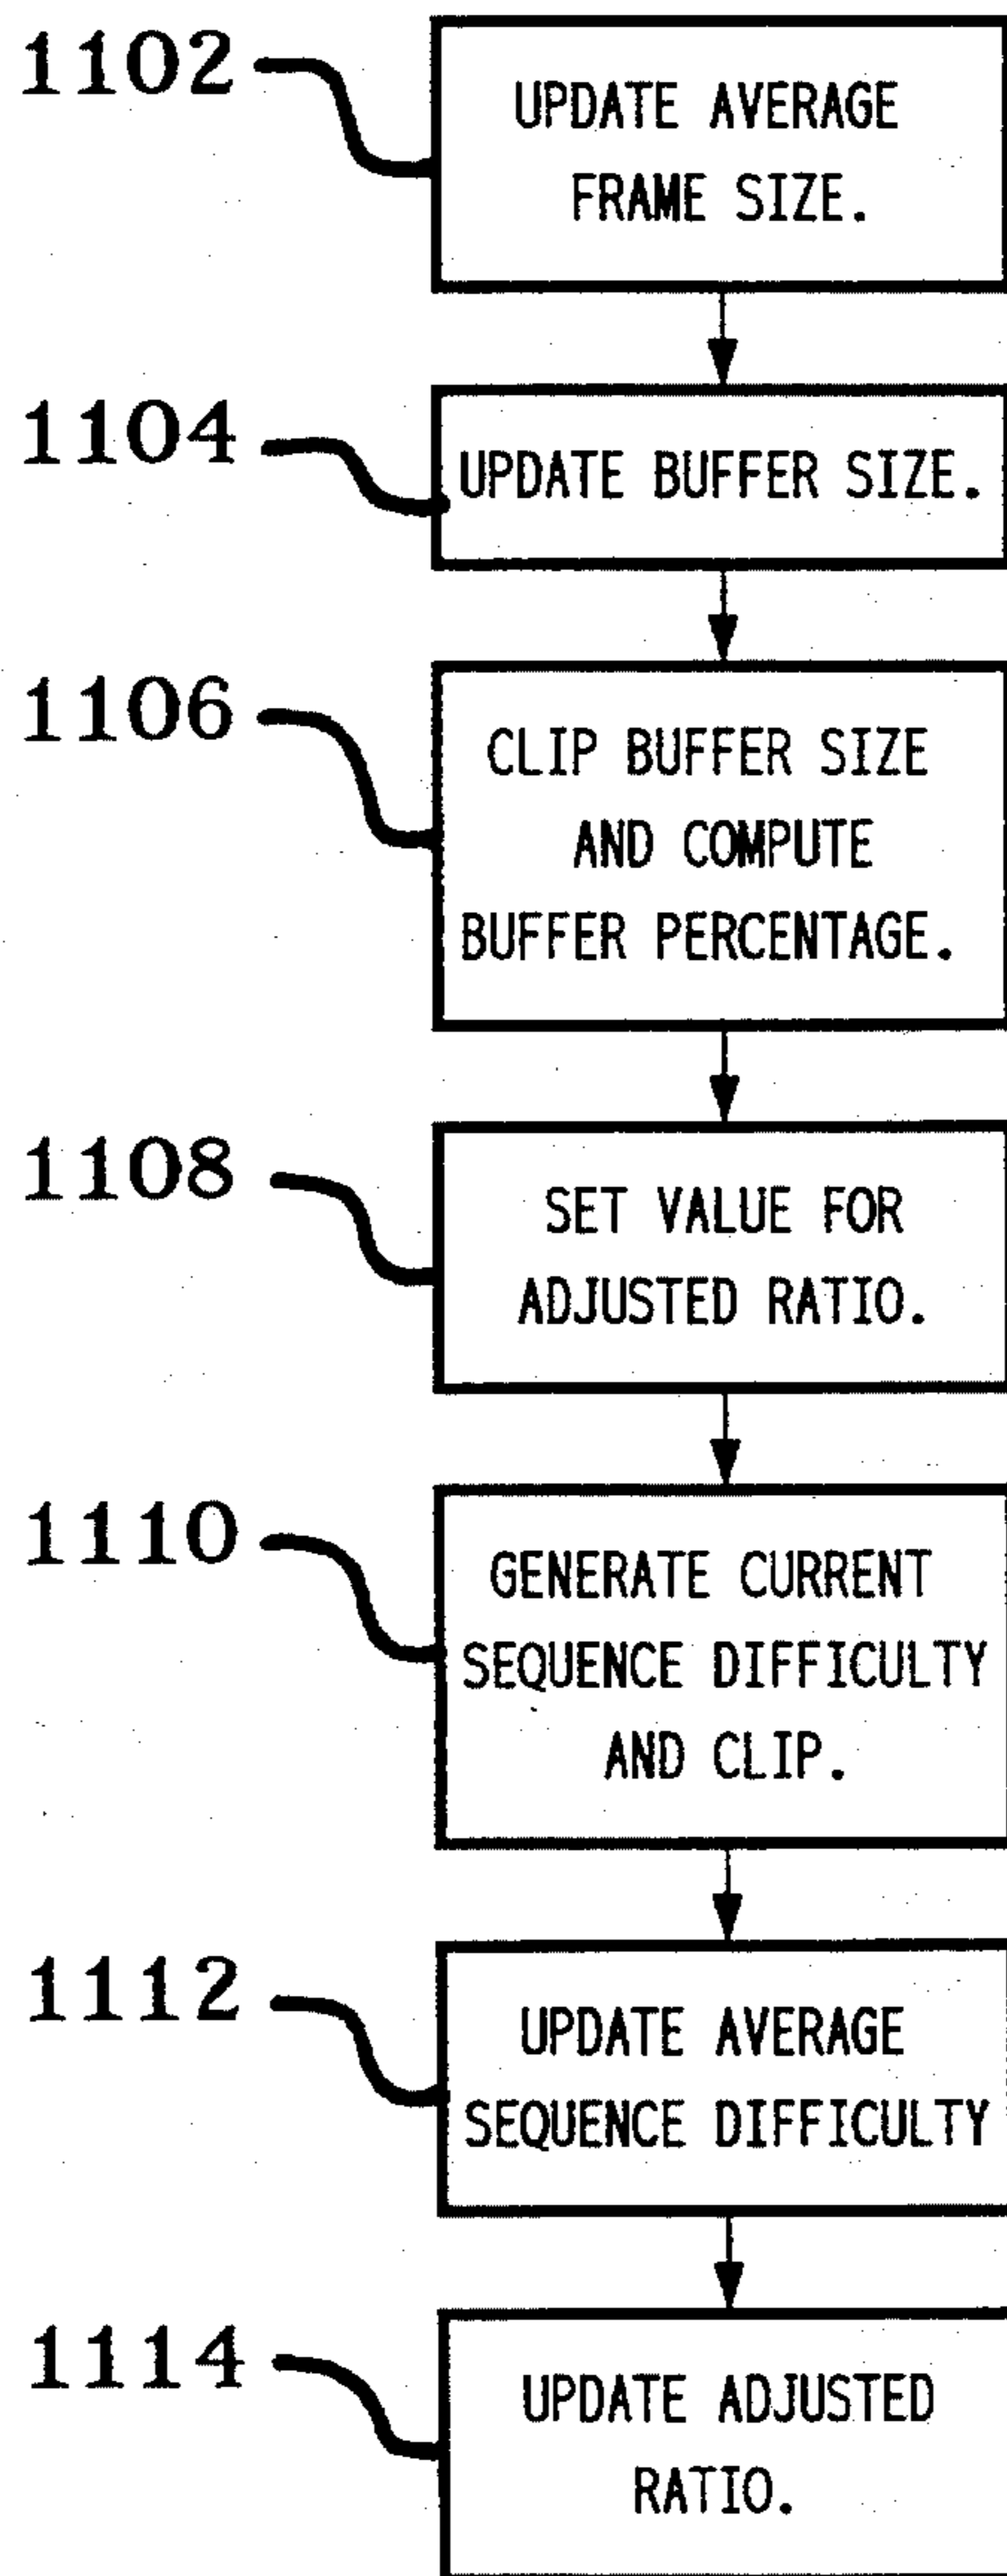 1102
UPDATE AVERAGE
FRAME SIZE.
1104
UPDATE BUFFER SIZE.
1106
CLIP BUFFER SIZE
AND COMPUTE
BUFFER PERCENTAGE.
1108
SET VALUE FOR
ADJUSTED RATIO.
1110
GENERATE CURRENT
SEQUENCE DIFFICULTY
AND CLIP.
1112
UPDATE AVERAGE
SEQUENCE DIFFICULTY
1114
UPDATE ADJUSTED
RATIO.